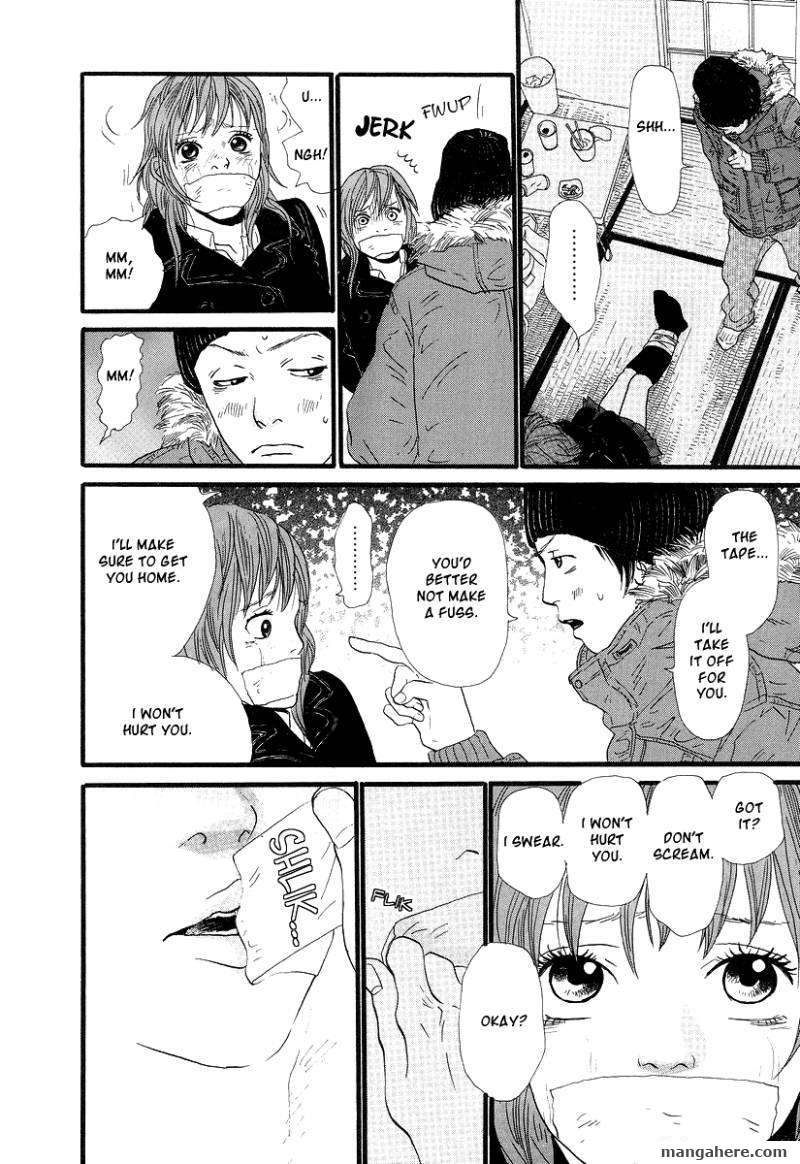 SHH...
.........
FWUP
JERK
U...
NGH!
MM,
MM!
MM!
THE
TAPE...
I'LL
TAKE
IT OFF
FOR
YOU.
YOU'D
BETTER
NOT MAKE
A FUSS.
.......
I'LL MAKE
SURE TO GET
YOU HOME.
I WON'T
HURT YOU.
GOT
IT?
DON'T
SCREAM.
I WON'T
HURT
YOU.
I SWEAR.
OKAY?
FLIK
SHLIK...
mangahere.com